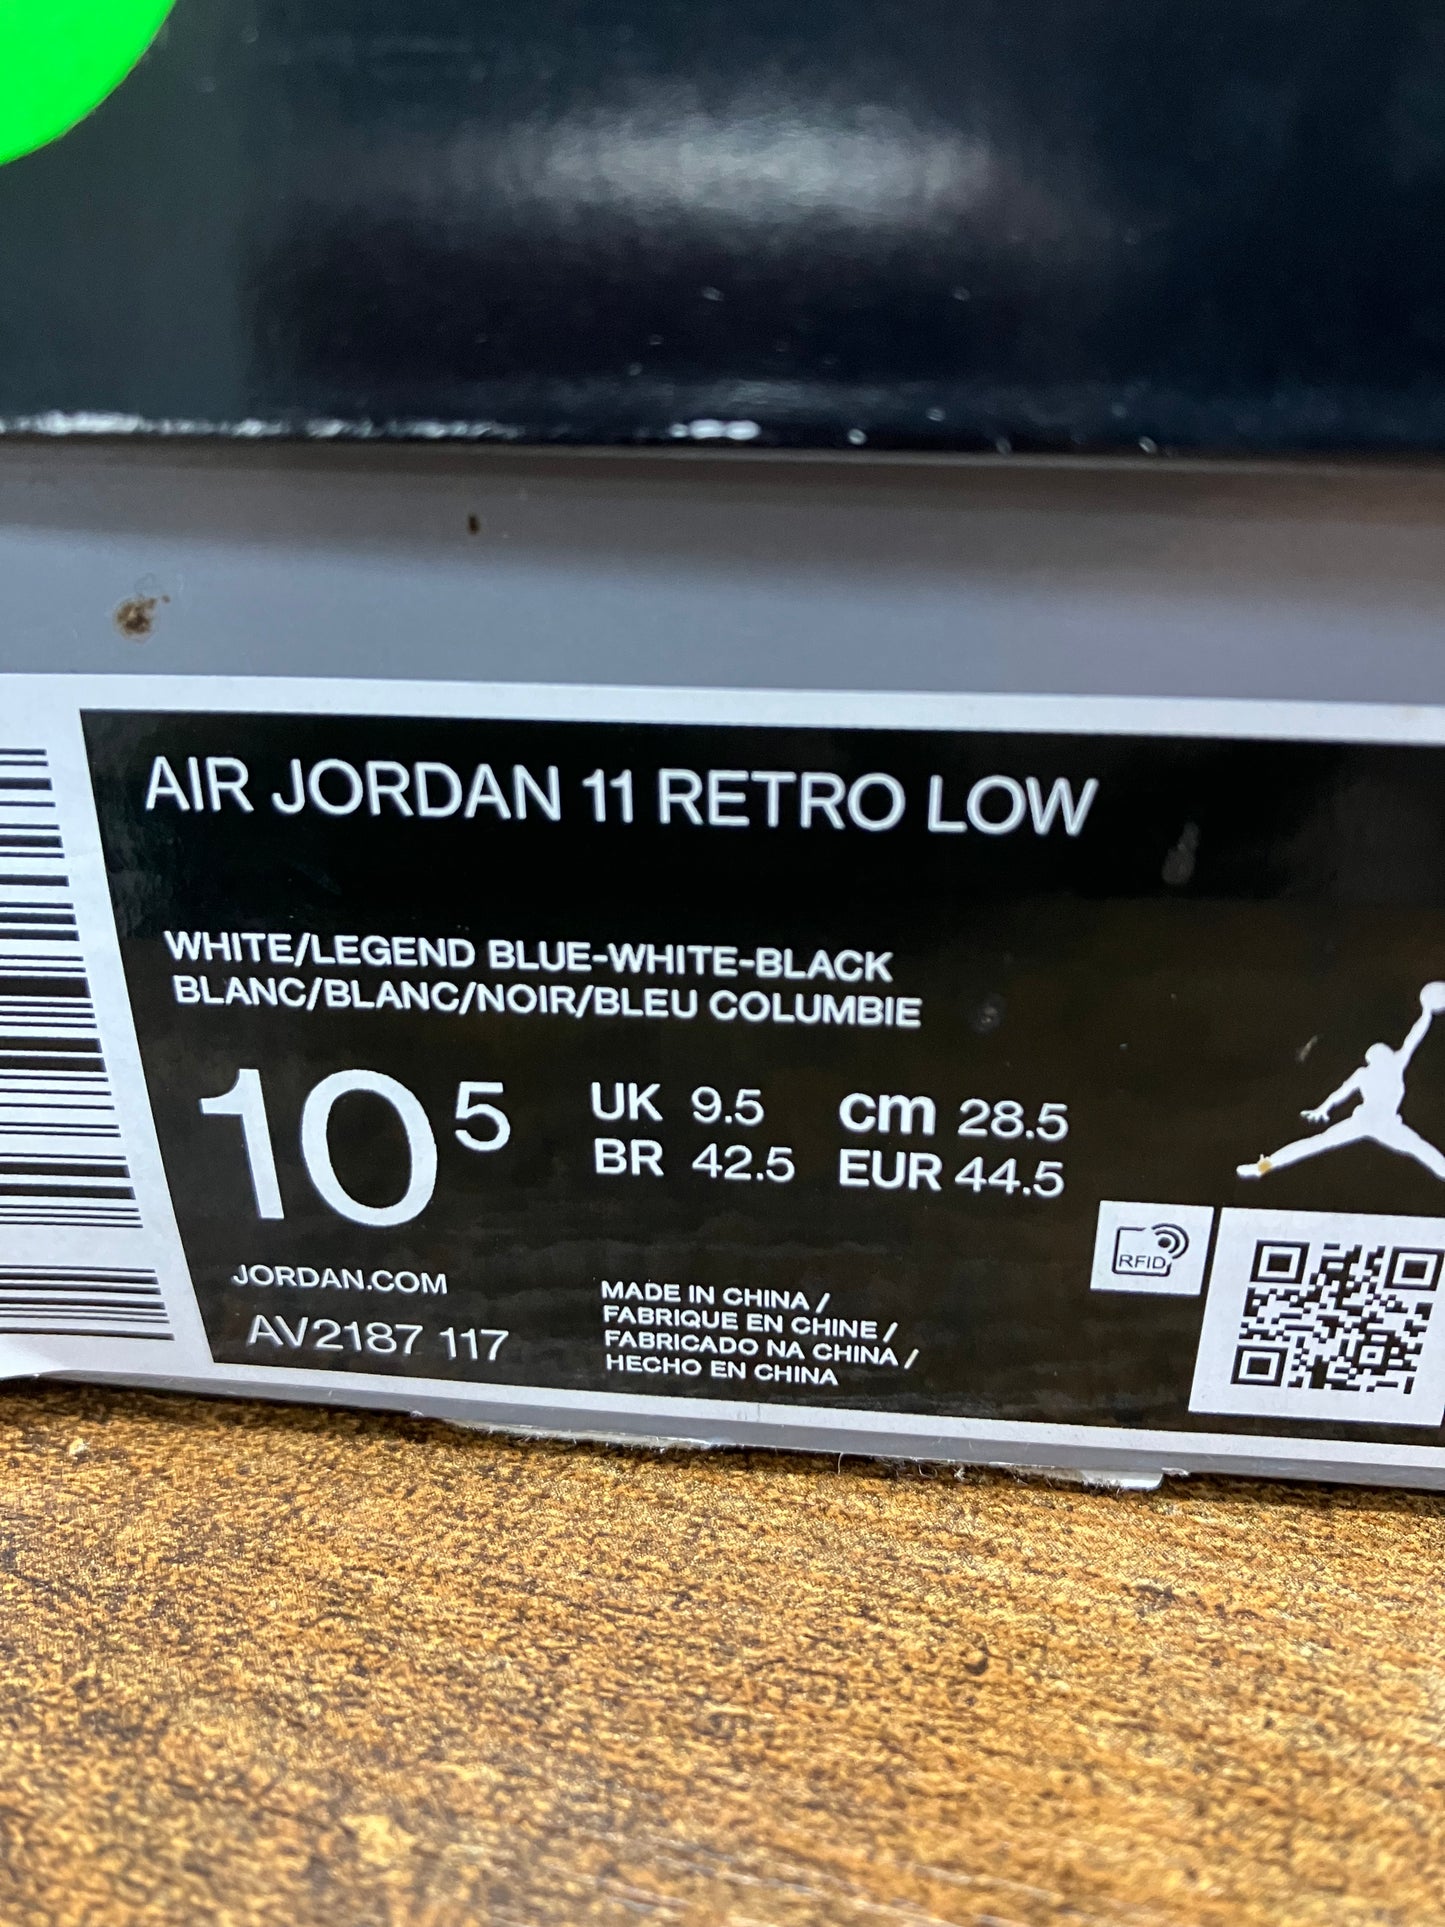 AIR JORDAN 11 RETRO LOW
WHITE/LEGEND BLUE-WHITE-BLACK
BLANC/BLANC/NOIR/BLEU COLUMBIE
10 5
UK 9.5 cm 28.5
BR 42.5 EUR 44.5
RFID
JORDAN.COM
AV2187 117
MADE IN CHINA /
FABRIQUE EN CHINE /
FABRICADO NA CHINA /
HECHO EN CHINA